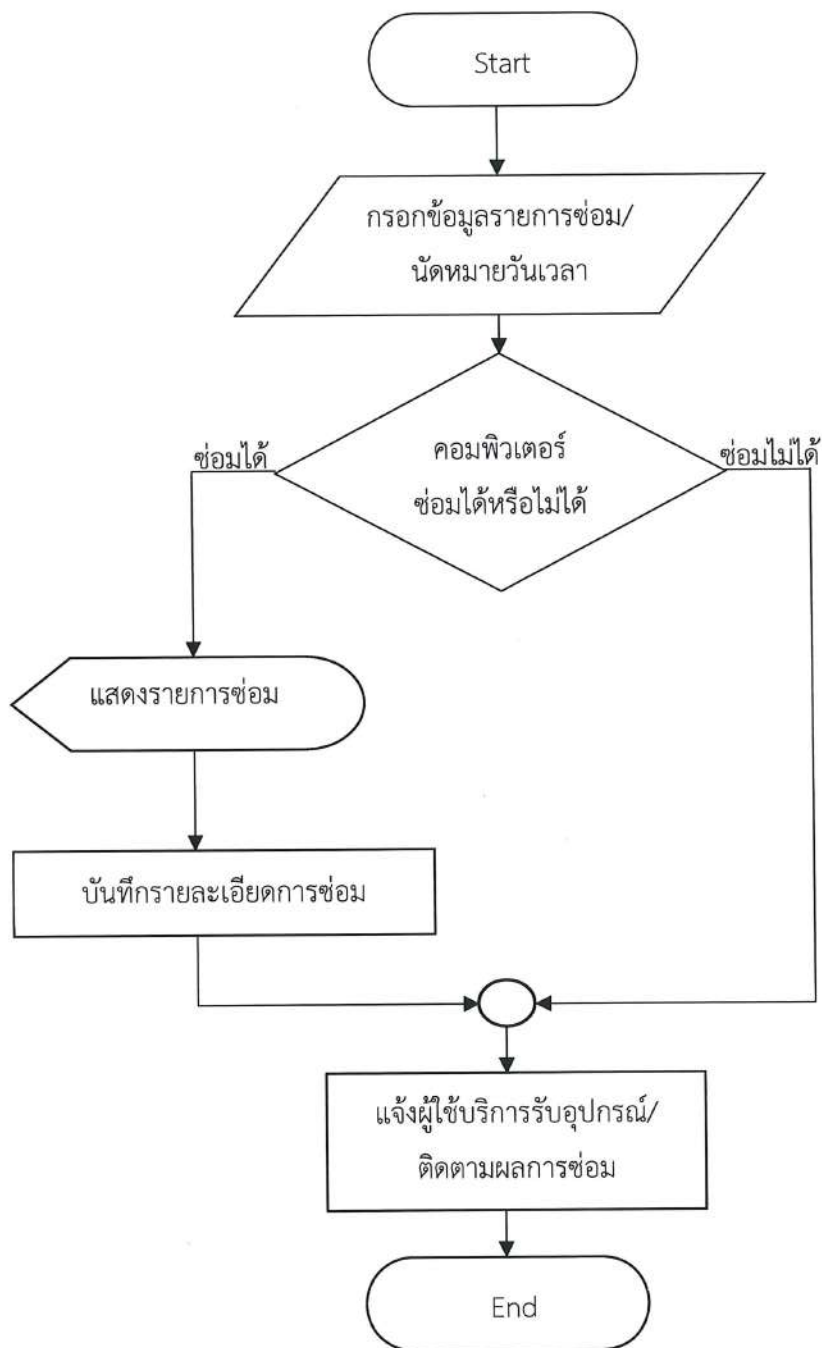 Start
กรอกข้อมูลรายการซ่อม/
นัดหมายวันเวลา
ซ่อมได้
คอมพิวเตอร์
ซ่อมได้หรือไม่ได้
ซ่อมไม่ได้
แสดงรายการซ่อม
บันทึกรายละเอียดการซ่อม
แจ้งผู้ใช้บริการรับอุปกรณ์/
ติดตามผลการซ่อม
End